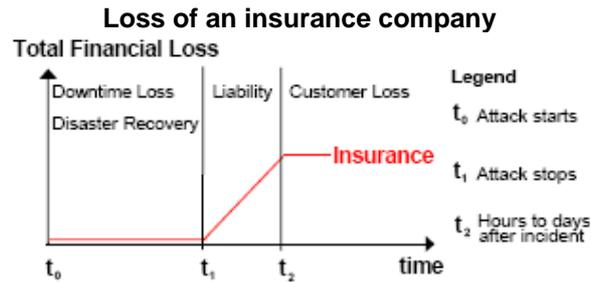 Loss of an insurance company
Total Financial Loss
Downtime Loss
Disaster Recovery
Liability
Customer Loss
Insurance
t₀
t₁
t₂
time
Legend
t₀ Attack starts
t₁ Attack stops
t₂ Hours to days
after incident